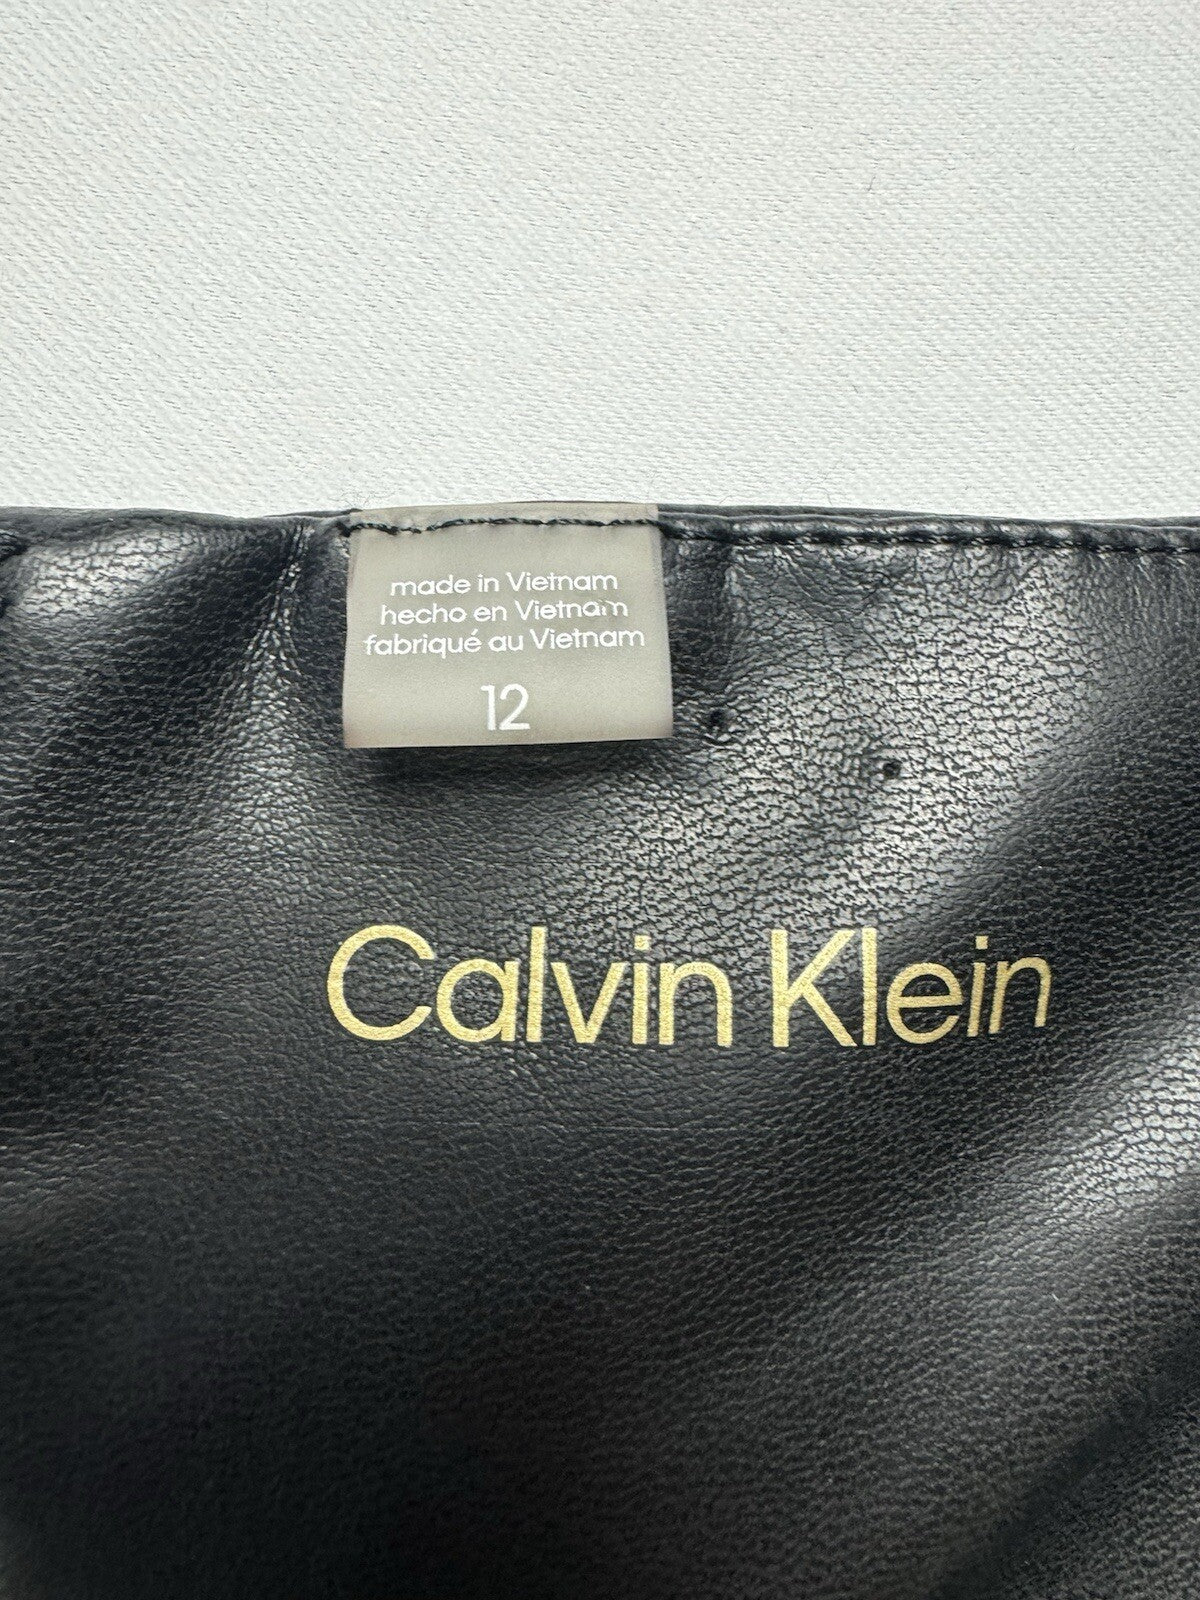 made in Vietnam
hecho en Vietnam
fabriqué au Vietnam
12
Calvin Klein